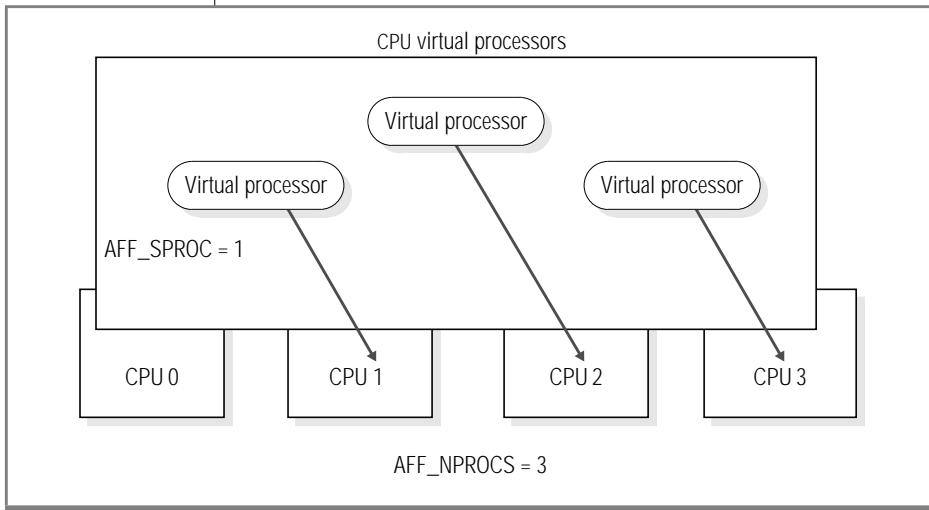 CPU virtual processors
Virtual processor
Virtual processor
Virtual processor
AFF_SPROC = 1
CPU 0
CPU 1
CPU 2
CPU 3
AFF_NPROCS = 3